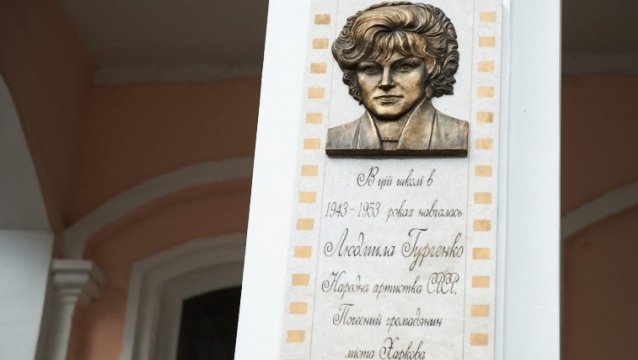 В цій школі в
1943-1953 роках навчалась
Людмила Гурченко
Народна артистка СРСР,
Почесний громадянин
міста Харкова